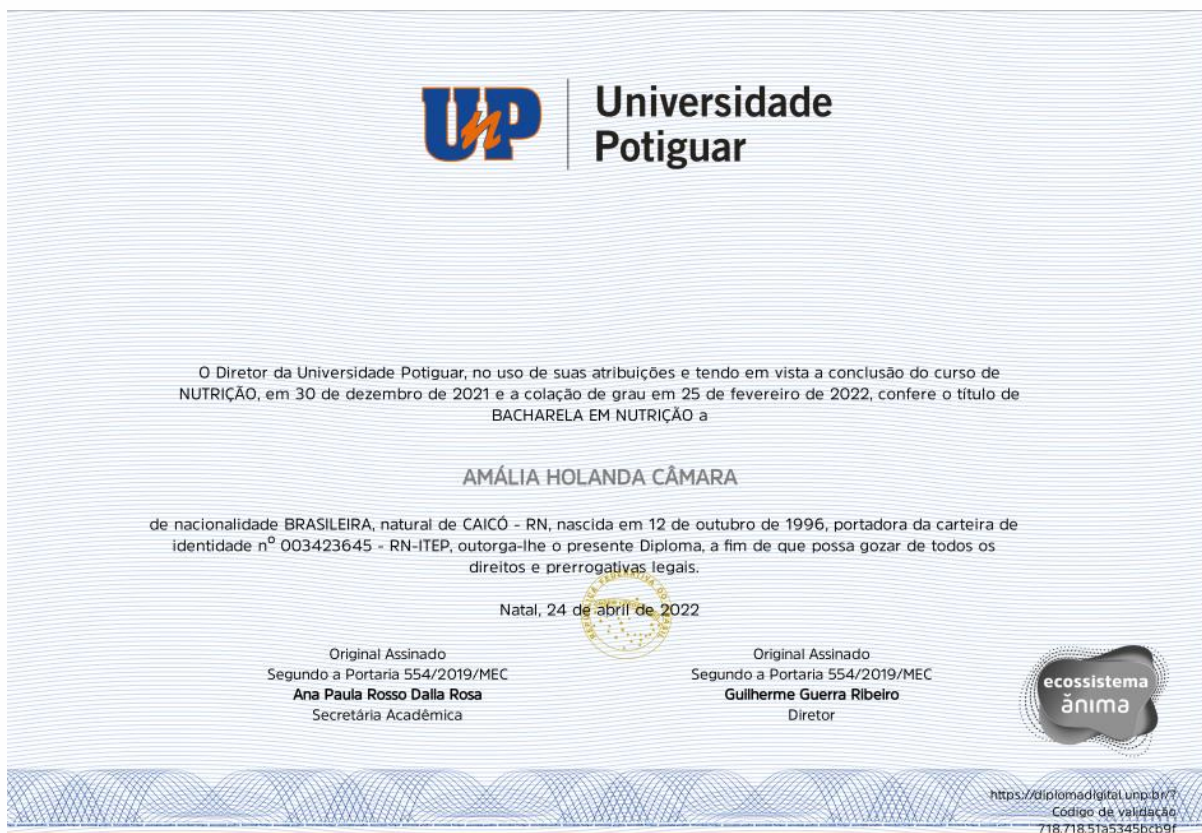 UnP
Universidade
Potiguar
O Diretor da Universidade Potiguar, no uso de suas atribuições e tendo em vista a conclusão do curso de
NUTRIÇÃO, em 30 de dezembro de 2021 e a colação de grau em 25 de fevereiro de 2022, confere o título de
BACHARELA EM NUTRIÇÃO a
AMÁLIA HOLANDA CÂMARA
de nacionalidade BRASILEIRA, natural de CAICÓ - RN, nascida em 12 de outubro de 1996, portadora da carteira de
identidade nº 003423645 - RN-ITEP, outorga-lhe o presente Diploma, a fim de que possa gozar de todos os
direitos e prerrogativas legais.
REPÚBLICA FEDERATIVA DO BRASIL
Natal, 24 de abril de 2022
Original Assinado
Segundo a Portaria 554/2019/MEC
Ana Paula Rosso Dalla Rosa
Secretária Acadêmica
Original Assinado
Segundo a Portaria 554/2019/MEC
Guilherme Guerra Ribeiro
Diretor
ecossistema
ănıma
https://diplomadigital.unp.br/?
Código de validação